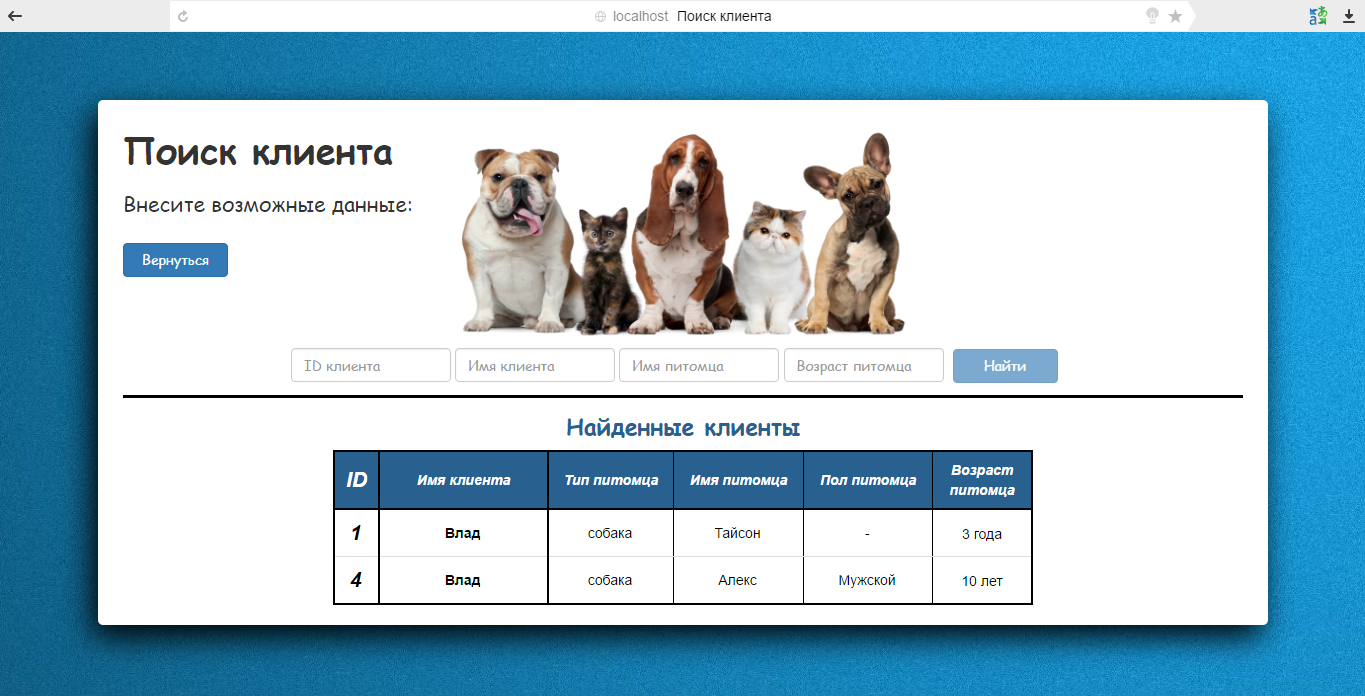 localhost Поиск клиента
Поиск клиента
Внесите возможные данные:
Вернуться
ID клиента Имя клиента Имя питомца Возраст питомца Найти
Найденные клиенты
ID Имя клиента Тип питомца Имя питомца Пол питомца Возраст питомца
1 Влад собака Тайсон - 3 года
4 Влад собака Алекс Мужской 10 лет